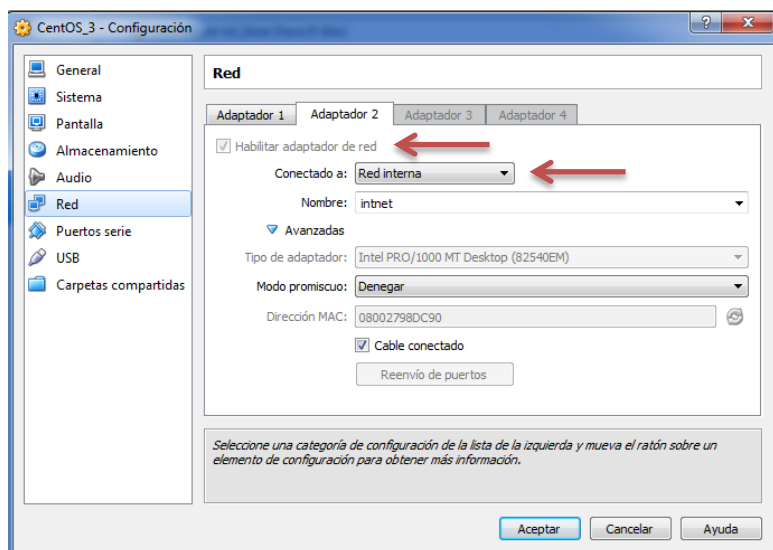 CentOS_3 - Configuración
General
Sistema
Pantalla
Almacenamiento
Audio
Red
Puertos serie
USB
Carpetas compartidas
Red
Adaptador 1 Adaptador 2 Adaptador 3 Adaptador 4
Habilitar adaptador de red
Conectado a: Red interna
Nombre: intnet
Avanzadas
Tipo de adaptador: Intel PRO/1000 MT Desktop (82540EM)
Modo promiscuo: Denegar
Dirección MAC: 08002798DC90
Cable conectado
Reenvío de puertos
Seleccione una categoría de configuración de la lista de la izquierda y mueva el ratón sobre un
elemento de configuración para obtener más información.
Aceptar Cancelar Ayuda